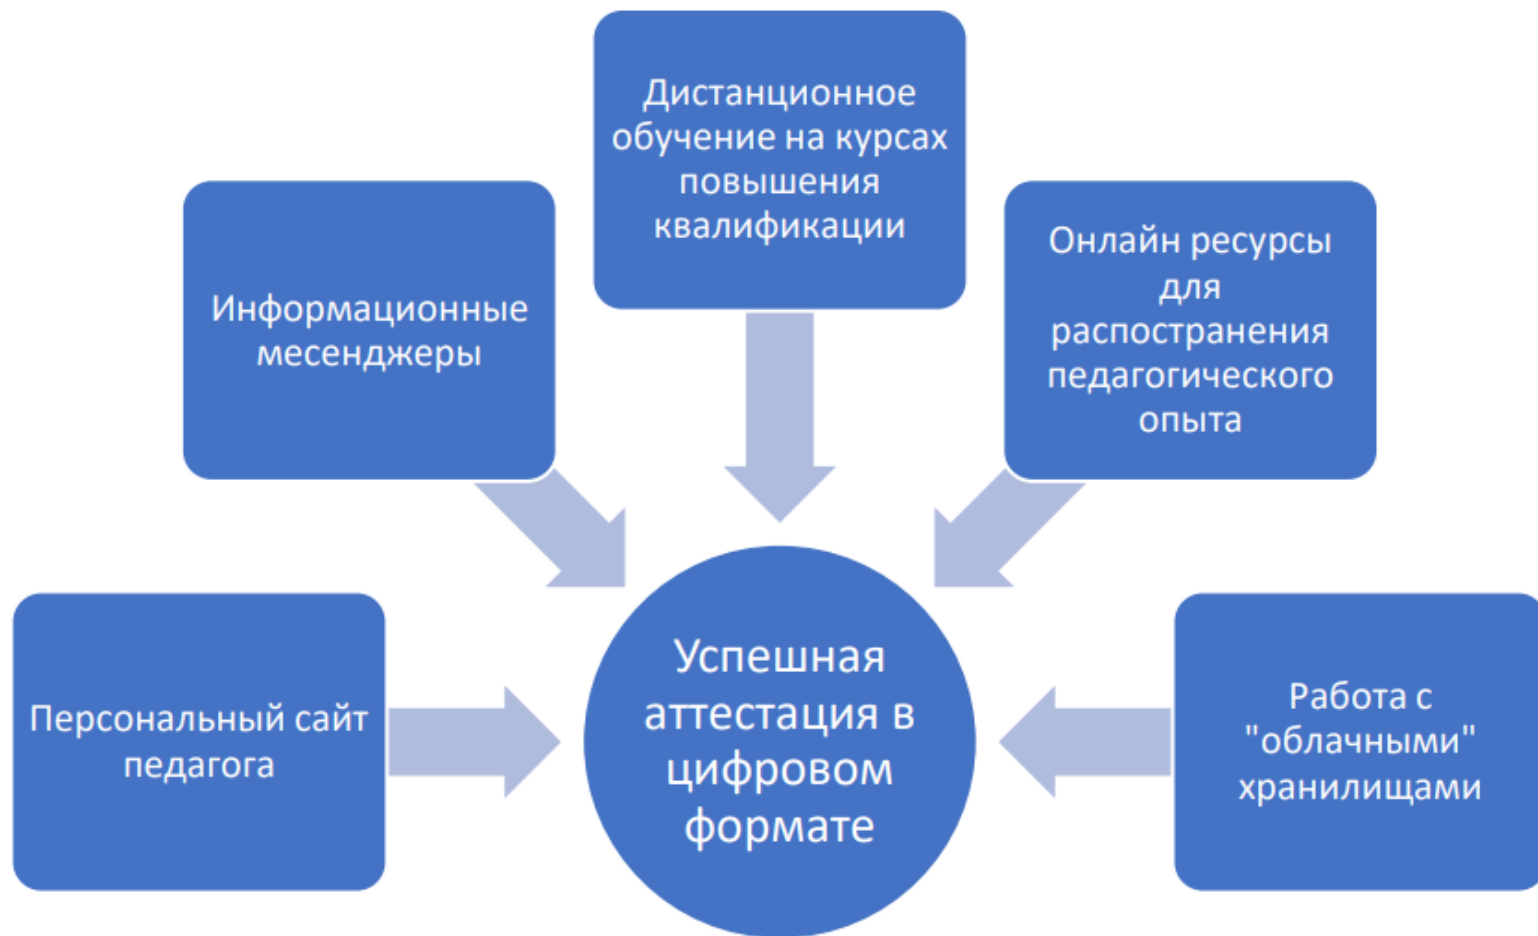 Дистанционное
обучение на курсах
повышения
квалификации
Информационные
месенджеры
Онлайн ресурсы
для
распостранения
педагогического
опыта
Персональный сайт
педагога
Успешная
аттестация в
цифровом
формате
Работа с
"облачными"
хранилищами